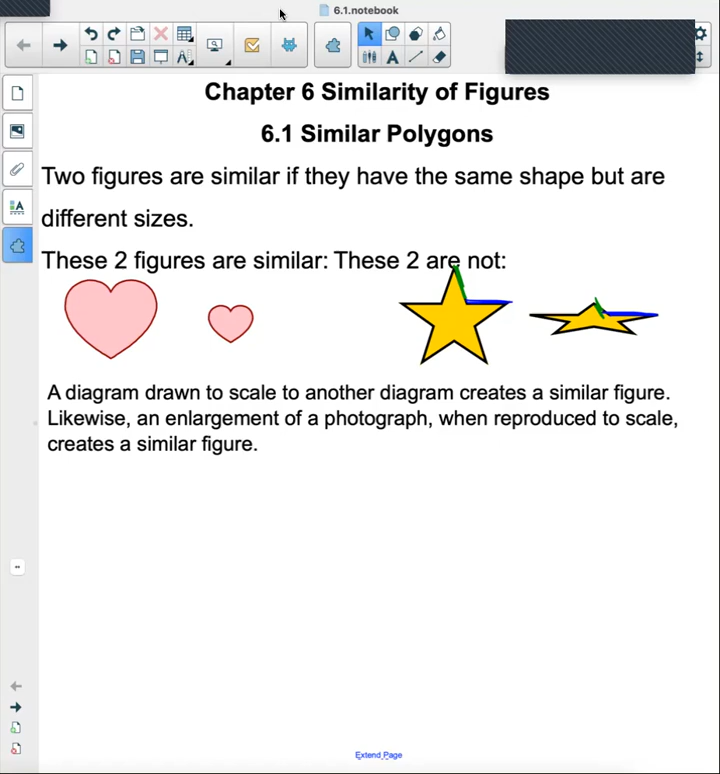 6.1.notebook
Chapter 6 Similarity of Figures
6.1 Similar Polygons
Two figures are similar if they have the same shape but are
different sizes.
These 2 figures are similar: These 2 are not:
A diagram drawn to scale to another diagram creates a similar figure.
Likewise, an enlargement of a photograph, when reproduced to scale,
creates a similar figure.
Extend Page